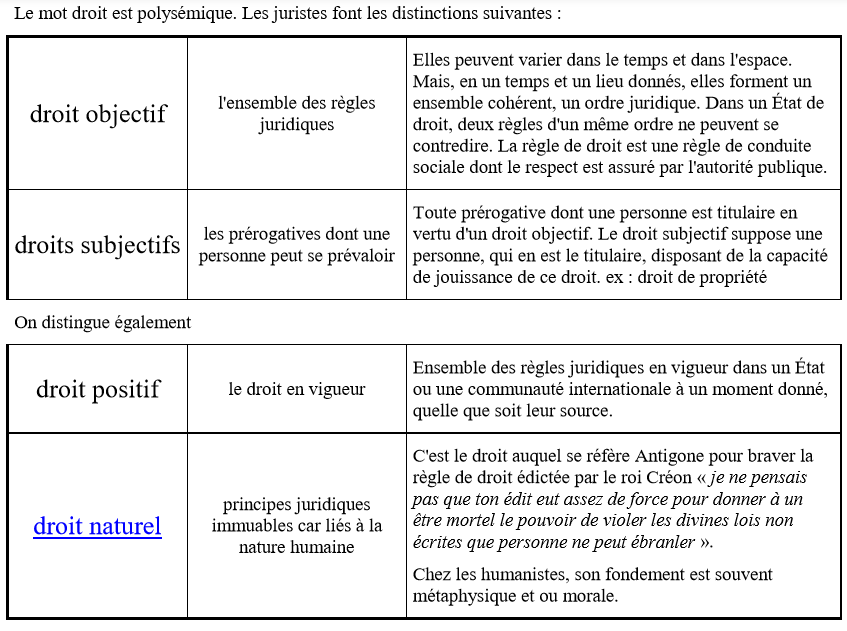 Le mot droit est polysémique. Les juristes font les distinctions suivantes :
droit objectif
l'ensemble des règles
juridiques
Elles peuvent varier dans le temps et dans l'espace.
Mais, en un temps et un lieu donnés, elles forment un
ensemble cohérent, un ordre juridique. Dans un État de
droit, deux règles d'un même ordre ne peuvent se
contredire. La règle de droit est une règle de conduite
sociale dont le respect est assuré par l'autorité publique.
droits subjectifs
les prérogatives dont une
personne peut se prévaloir
Toute prérogative dont une personne est titulaire en
vertu d'un droit objectif. Le droit subjectif suppose une
personne, qui en est le titulaire, disposant de la capacité
de jouissance de ce droit. ex : droit de propriété
On distingue également
droit positif
le droit en vigueur
Ensemble des règles juridiques en vigueur dans un État
ou une communauté internationale à un moment donné,
quelle que soit leur source.
droit naturel
principes juridiques
immuables car liés à la
nature humaine
C'est le droit auquel se réfère Antigone pour braver la
règle de droit édictée par le roi Créon « je ne pensais
pas que ton édit eut assez de force pour donner à un
être mortel le pouvoir de violer les divines lois non
écrites que personne ne peut ébranler ».
Chez les humanistes, son fondement est souvent
métaphysique et ou morale.